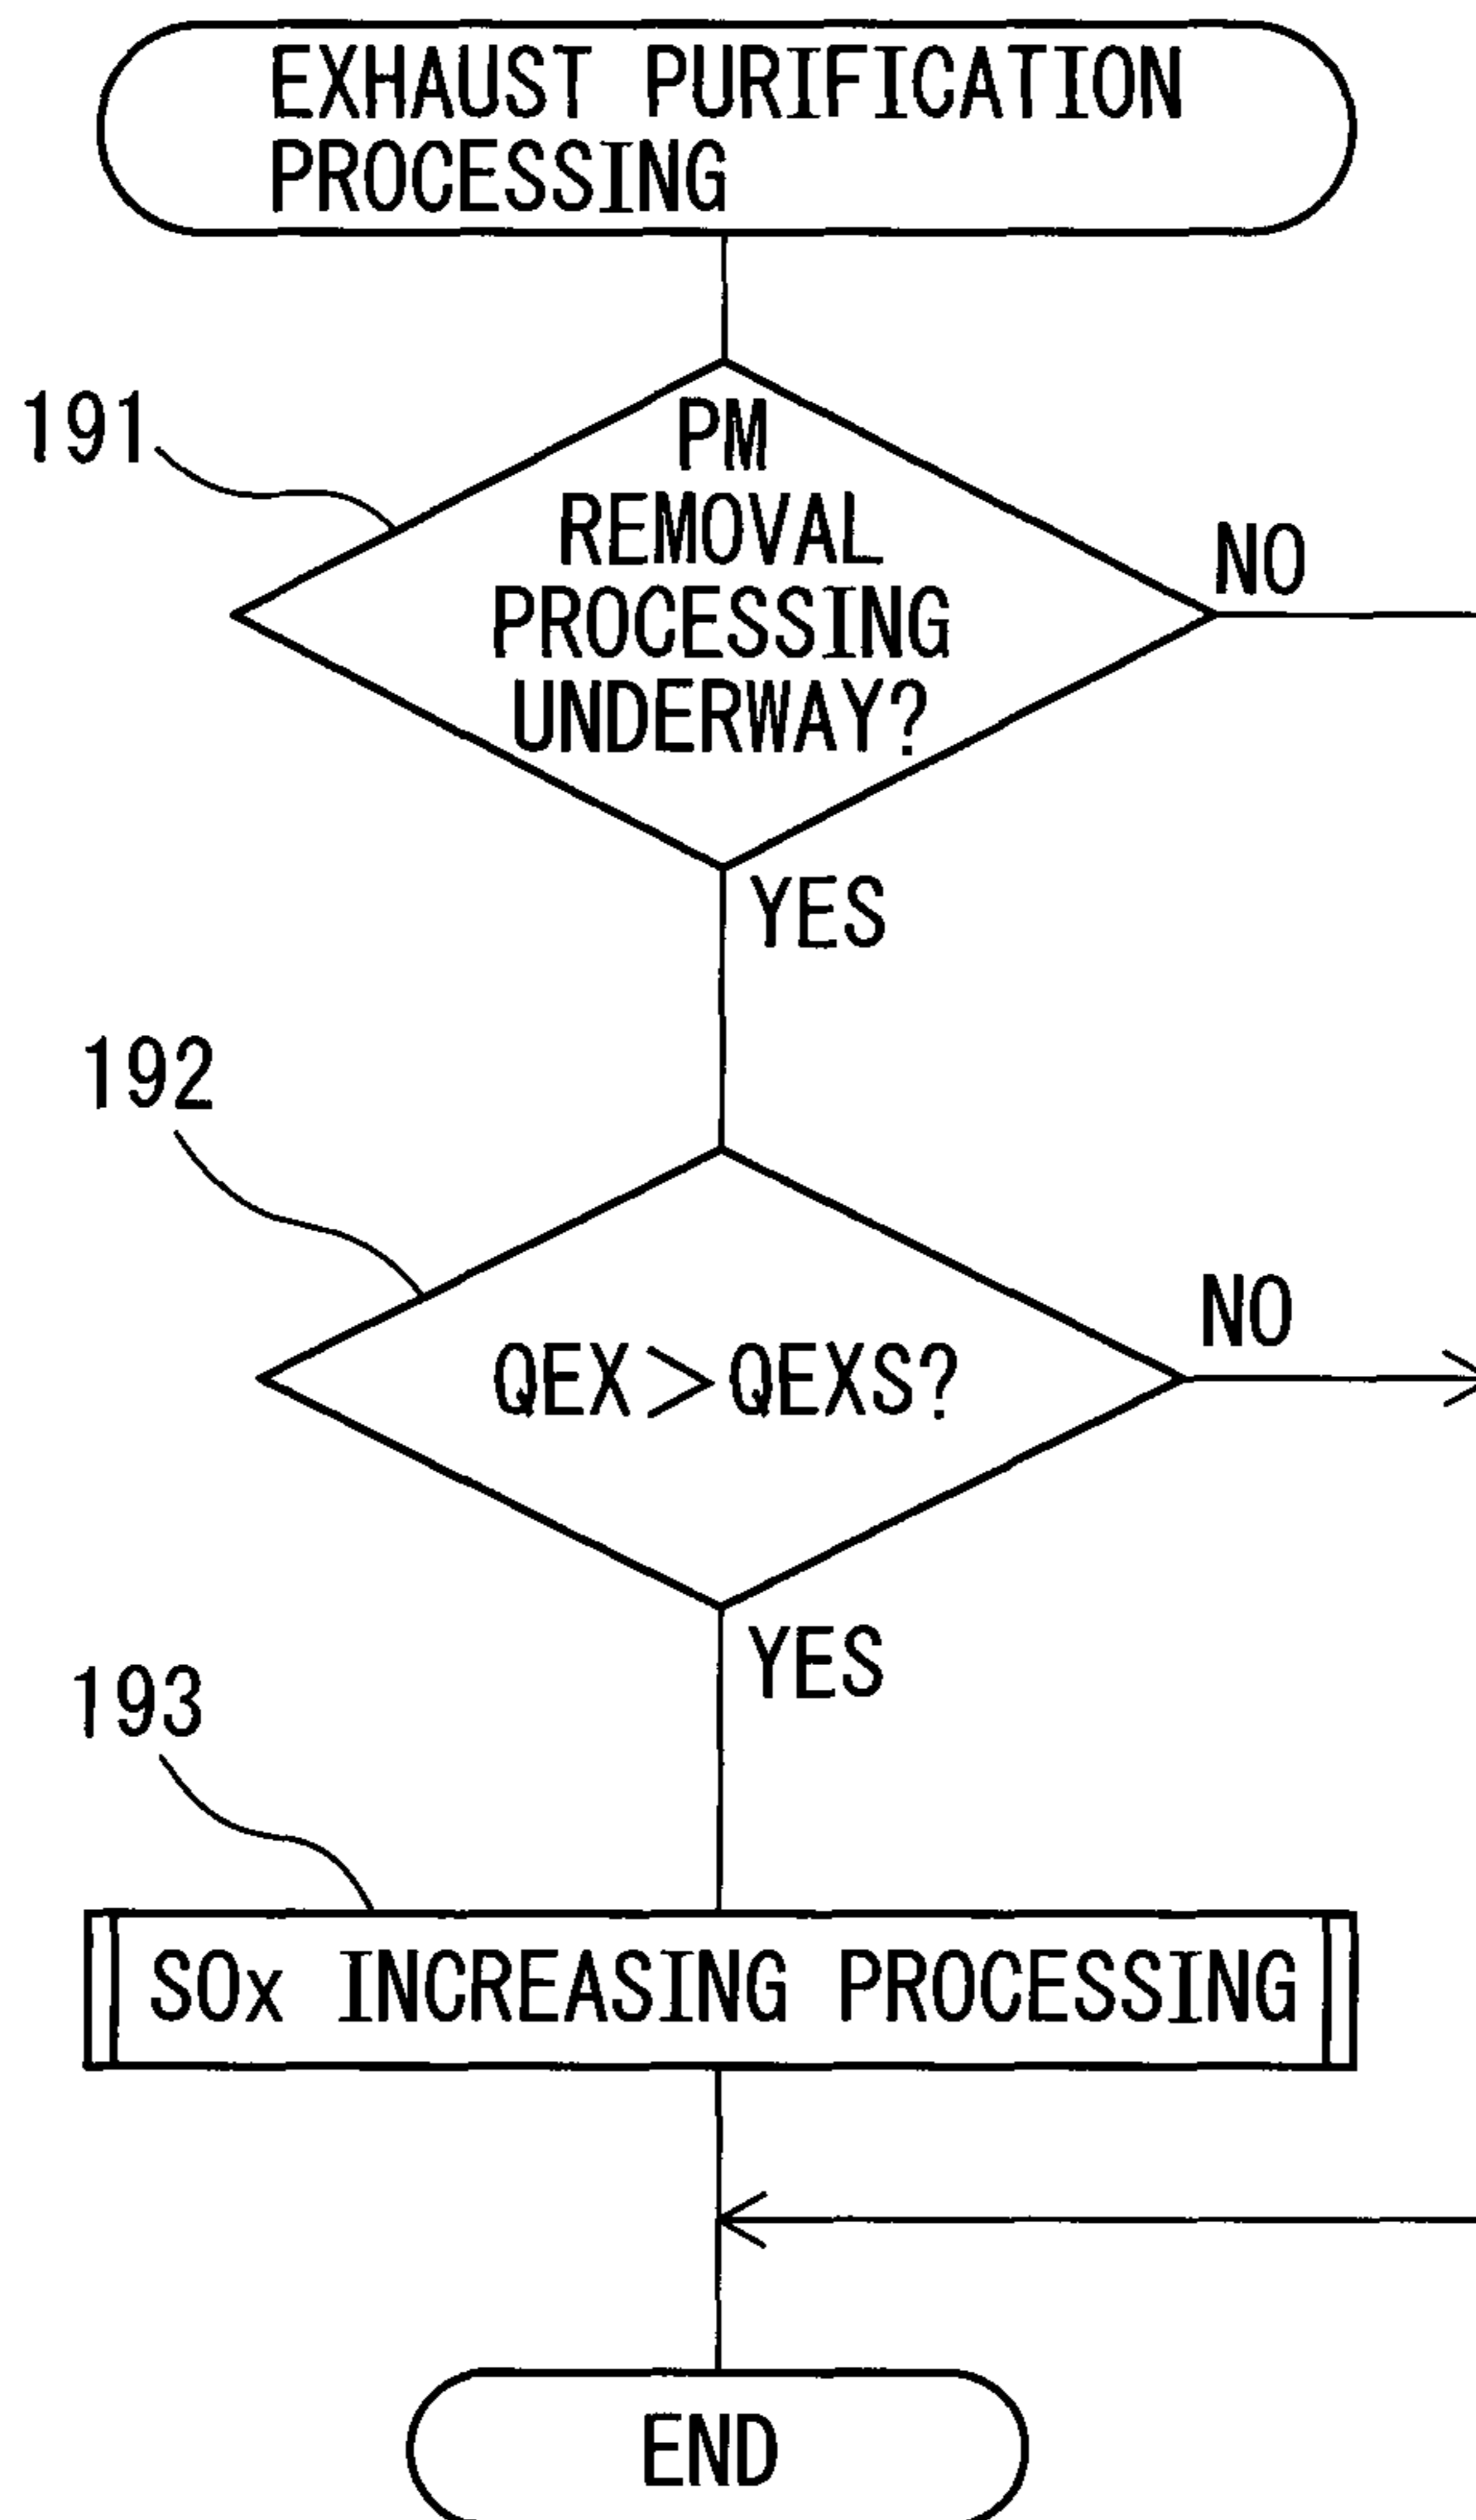 EXHAUST PURIFICATION
PROCESSING
191
PM
REMOVAL
PROCESSING
UNDERWAY?
NO
YES
192
QEX>QEXS?
NO
YES
193
SOx INCREASING PROCESSING
END